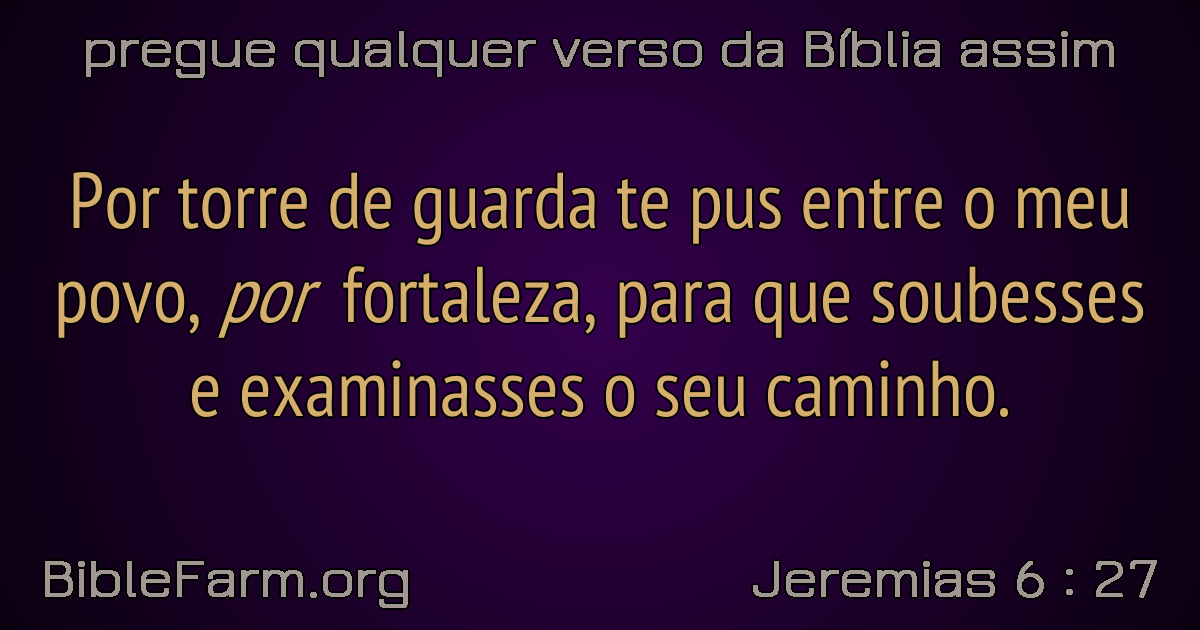 pregue qualquer verso da Bíblia assim
Por torre de guarda te pus entre o meu
povo, por fortaleza, para que soubesses
e examinasses o seu caminho.
BibleFarm.org
Jeremias 6 : 27